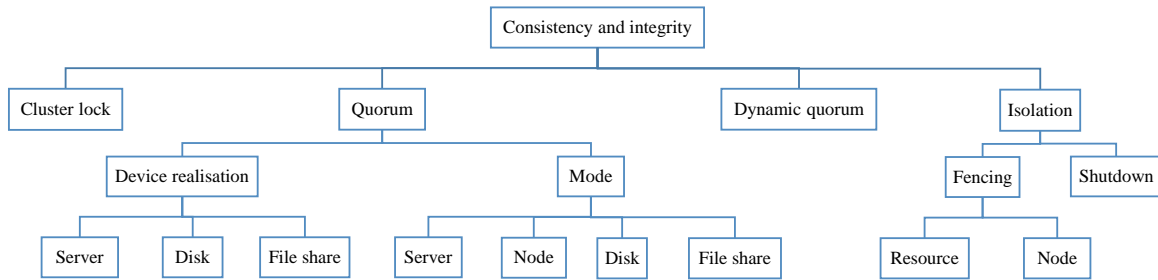 Consistency and integrity
Cluster lock
Quorum
Dynamic quorum
Isolation
Device realisation
Mode
Fencing
Shutdown
Server
Disk
File share
Server
Node
Disk
File share
Resource
Node